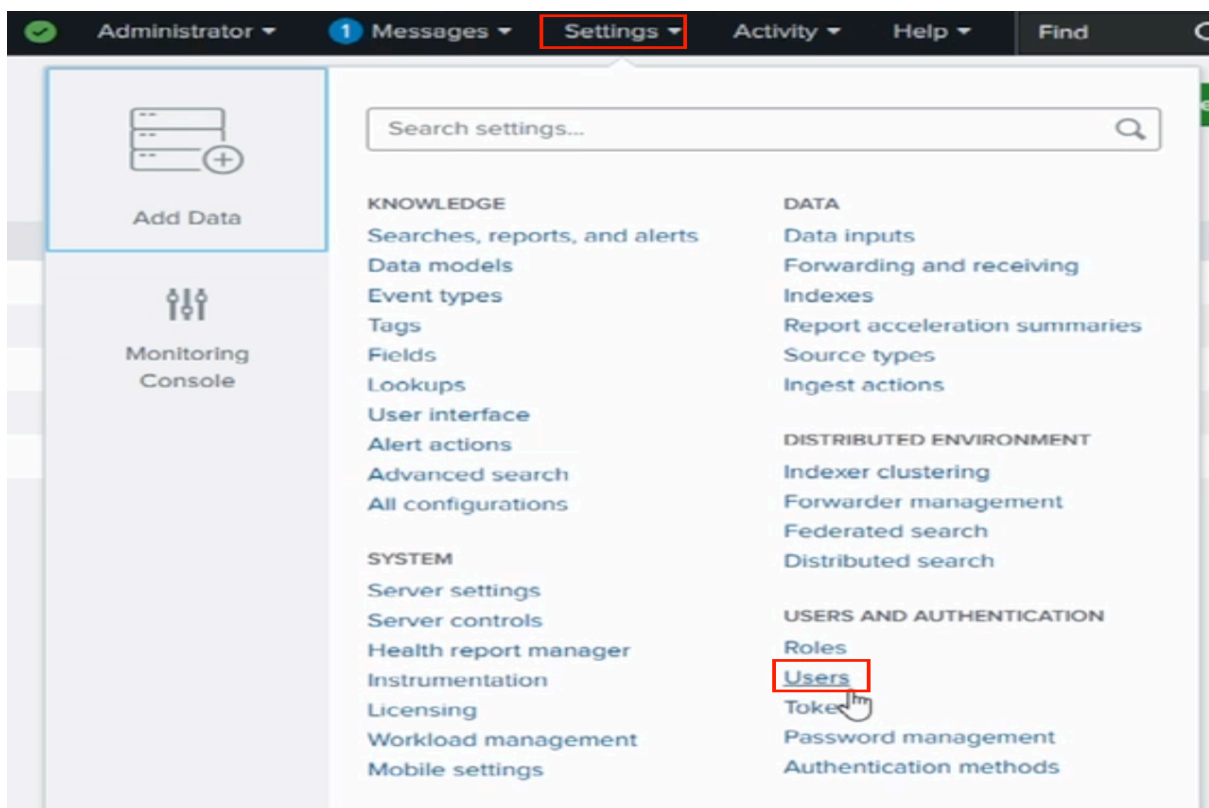 Administrator
1 Messages
Settings
Activity
Help
Find
Add Data
Monitoring
Console
Search settings...
KNOWLEDGE
Searches, reports, and alerts
Data models
Event types
Tags
Fields
Lookups
User interface
Alert actions
Advanced search
All configurations
SYSTEM
Server settings
Server controls
Health report manager
Instrumentation
Licensing
Workload management
Mobile settings
DATA
Data inputs
Forwarding and receiving
Indexes
Report acceleration summaries
Source types
Ingest actions
DISTRIBUTED ENVIRONMENT
Indexer clustering
Forwarder management
Federated search
Distributed search
USERS AND AUTHENTICATION
Roles
Users
Toke
Password management
Authentication methods